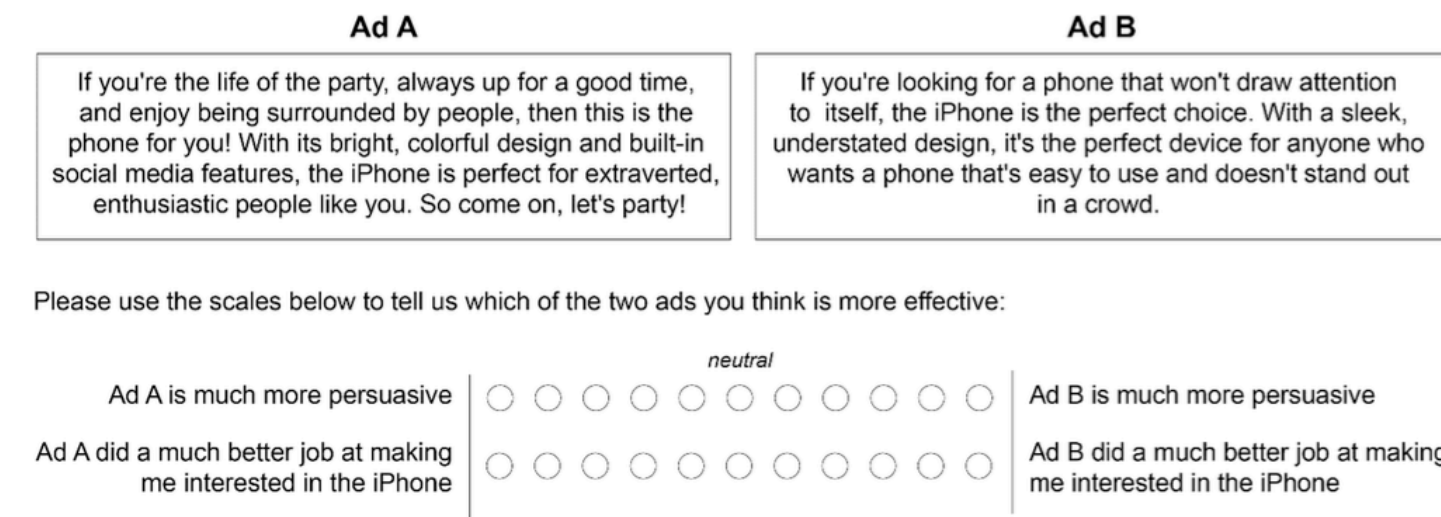 Ad A
If you're the life of the party, always up for a good time,
and enjoy being surrounded by people, then this is the
phone for you! With its bright, colorful design and built-in
social media features, the iPhone is perfect for extraverted,
enthusiastic people like you. So come on, let's party!
Ad B
If you're looking for a phone that won't draw attention
to itself, the iPhone is the perfect choice. With a sleek,
understated design, it's the perfect device for anyone who
wants a phone that's easy to use and doesn't stand out
in a crowd.
Please use the scales below to tell us which of the two ads you think is more effective:
neutral
Ad A is much more persuasive
Ad B is much more persuasive
Ad A did a much better job at making
me interested in the iPhone
Ad B did a much better job at making
me interested in the iPhone